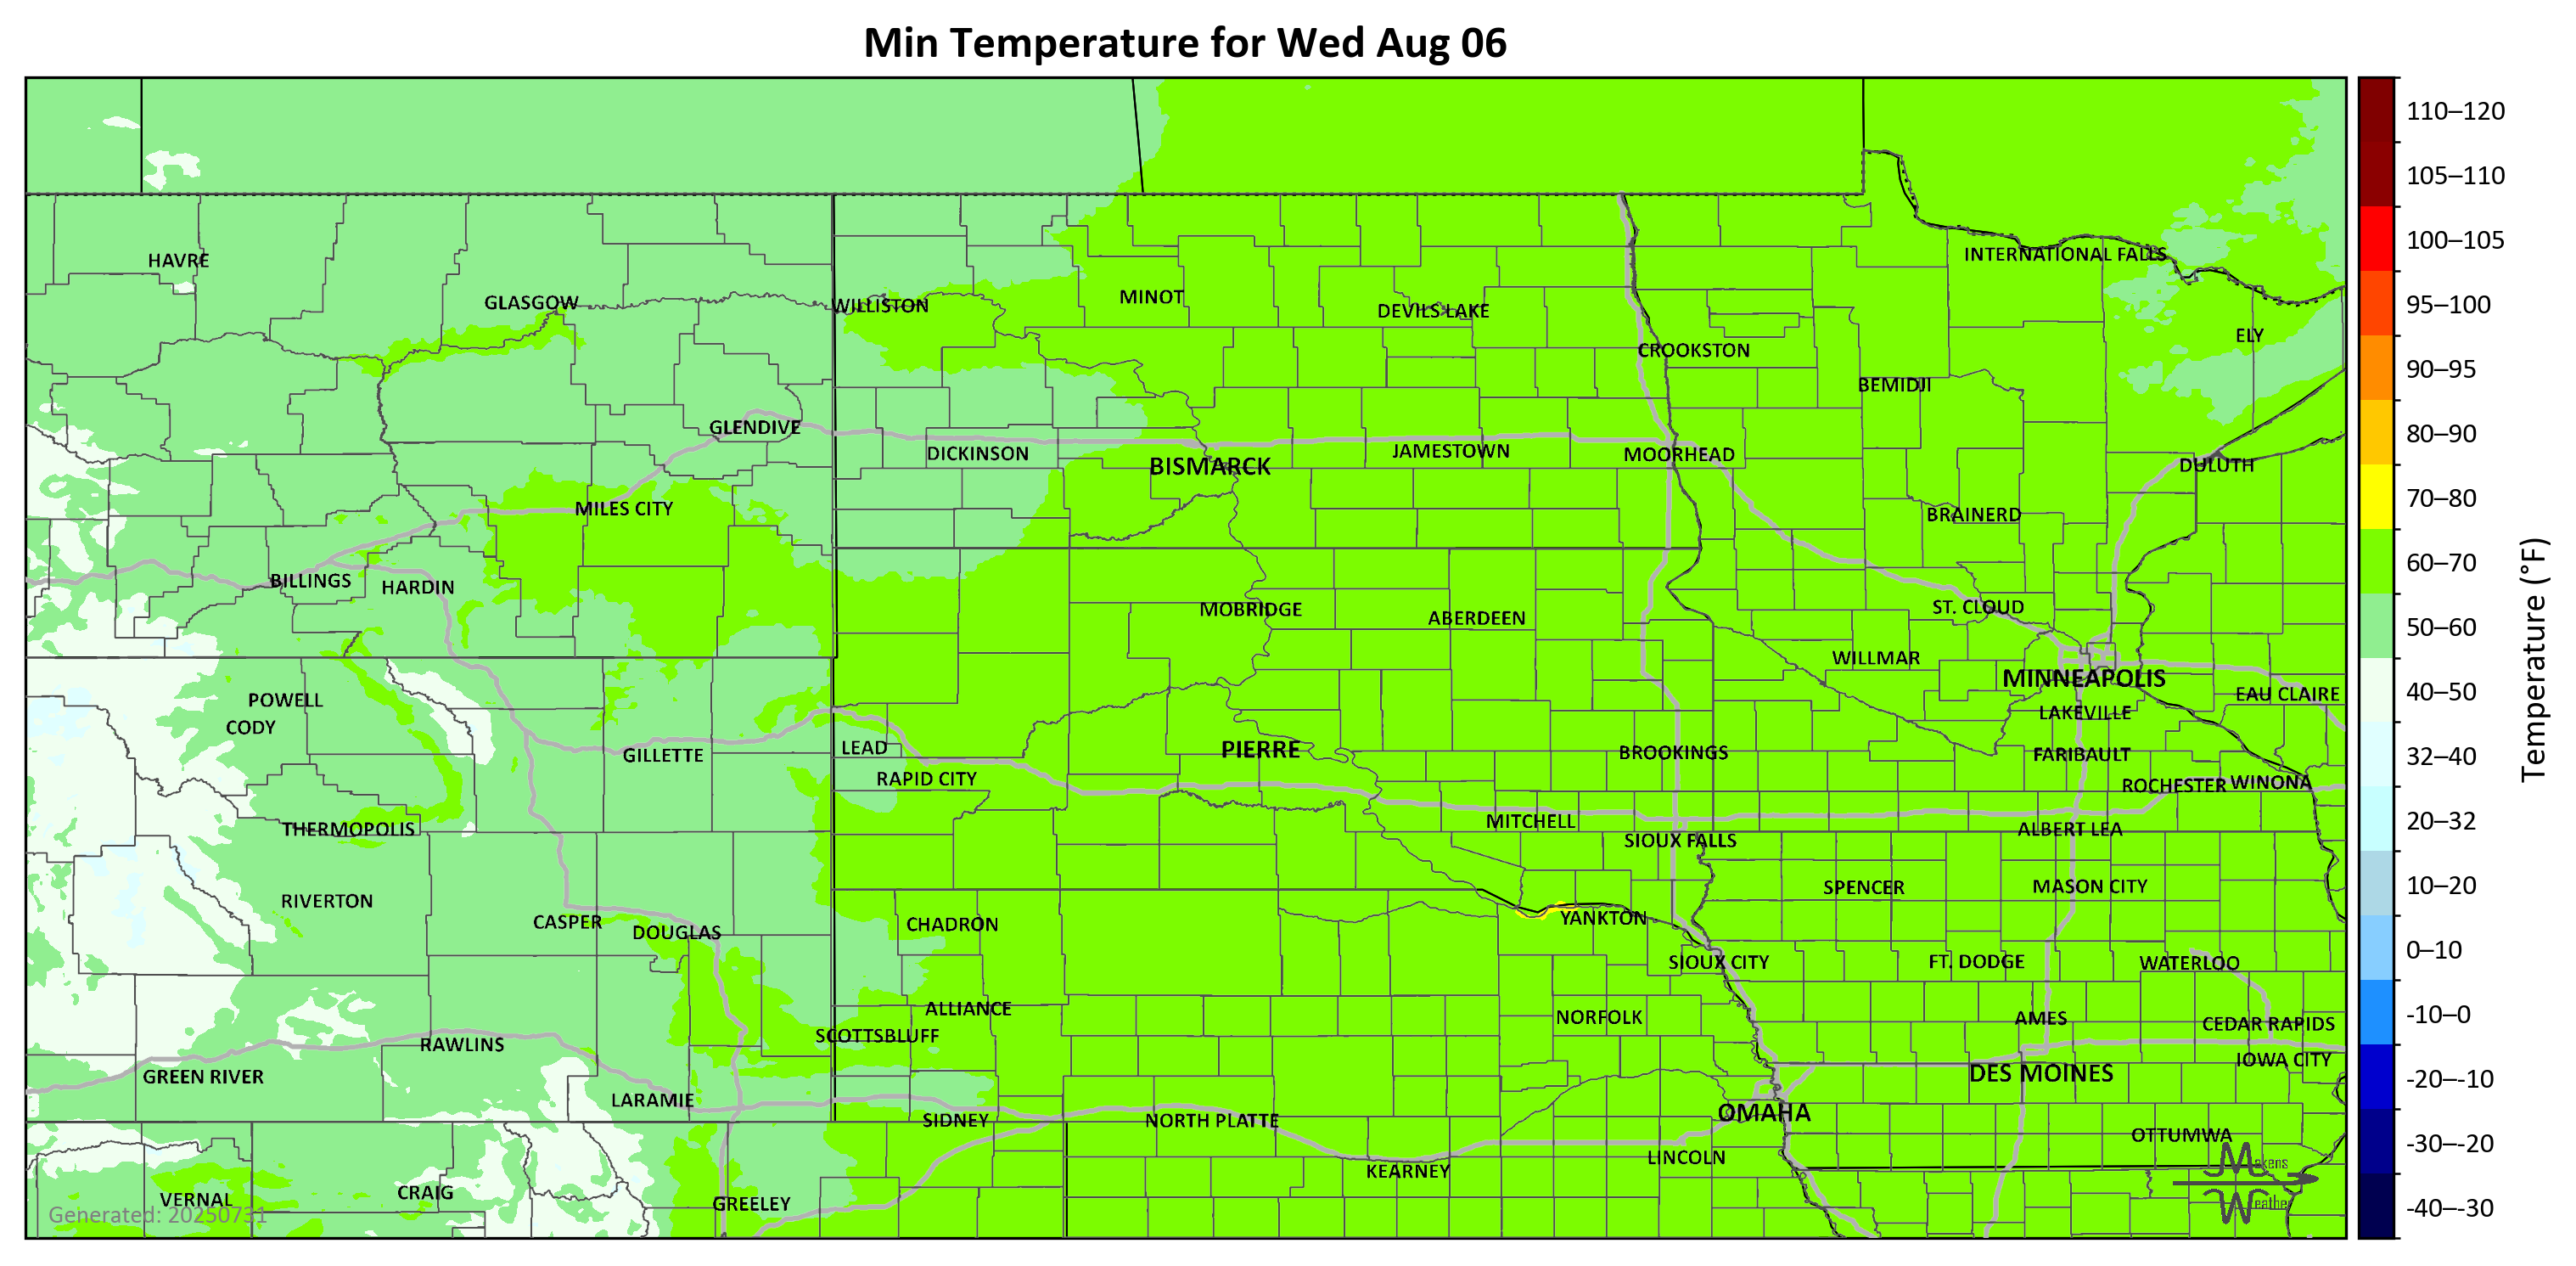 Min Temperature for Wed Aug 06
110–120
105–110
100–105
95–100
90–95
80–90
70–80
60–70
50–60
40–50
32–40
20–32
10–20
0–10
-10–0
-20–-10
-30–-20
-40–-30
Temperature (°F)
HAVRE
GLASGOW
WILLISTON
MINOT
DEVILS LAKE
CROOKSTON
INTERNATIONAL FALLS
ELY
BEMIDJI
GLENDIVE
DICKINSON
BISMARCK
JAMESTOWN
MOORHEAD
DULUTH
MILES CITY
BRAINERD
BILLINGS
HARDIN
MOBRIDGE
ABERDEEN
ST. CLOUD
WILLMAR
MINNEAPOLIS
EAU CLAIRE
POWELL
CODY
LAKEVILLE
GILLETTE
LEAD
PIERRE
BROOKINGS
FARIBAULT
RAPID CITY
ROCHESTER
WINONA
THERMOPOLIS
MITCHELL
SIOUX FALLS
ALBERT LEA
RIVERTON
CASPER
DOUGLAS
CHADRON
YANKTON
SPENCER
MASON CITY
SIOUX CITY
FT. DODGE
WATERLOO
ALLIANCE
SCOTTSBLUFF
NORFOLK
AMES
CEDAR RAPIDS
RAWLINS
GREEN RIVER
IOWA CITY
DES MOINES
LARAMIE
SIDNEY
NORTH PLATTE
OMAHA
OTTUMWA
KEARNEY
LINCOLN
VERNAL
CRAIG
GREELEY
Generated: 20250731
Makens
Weather